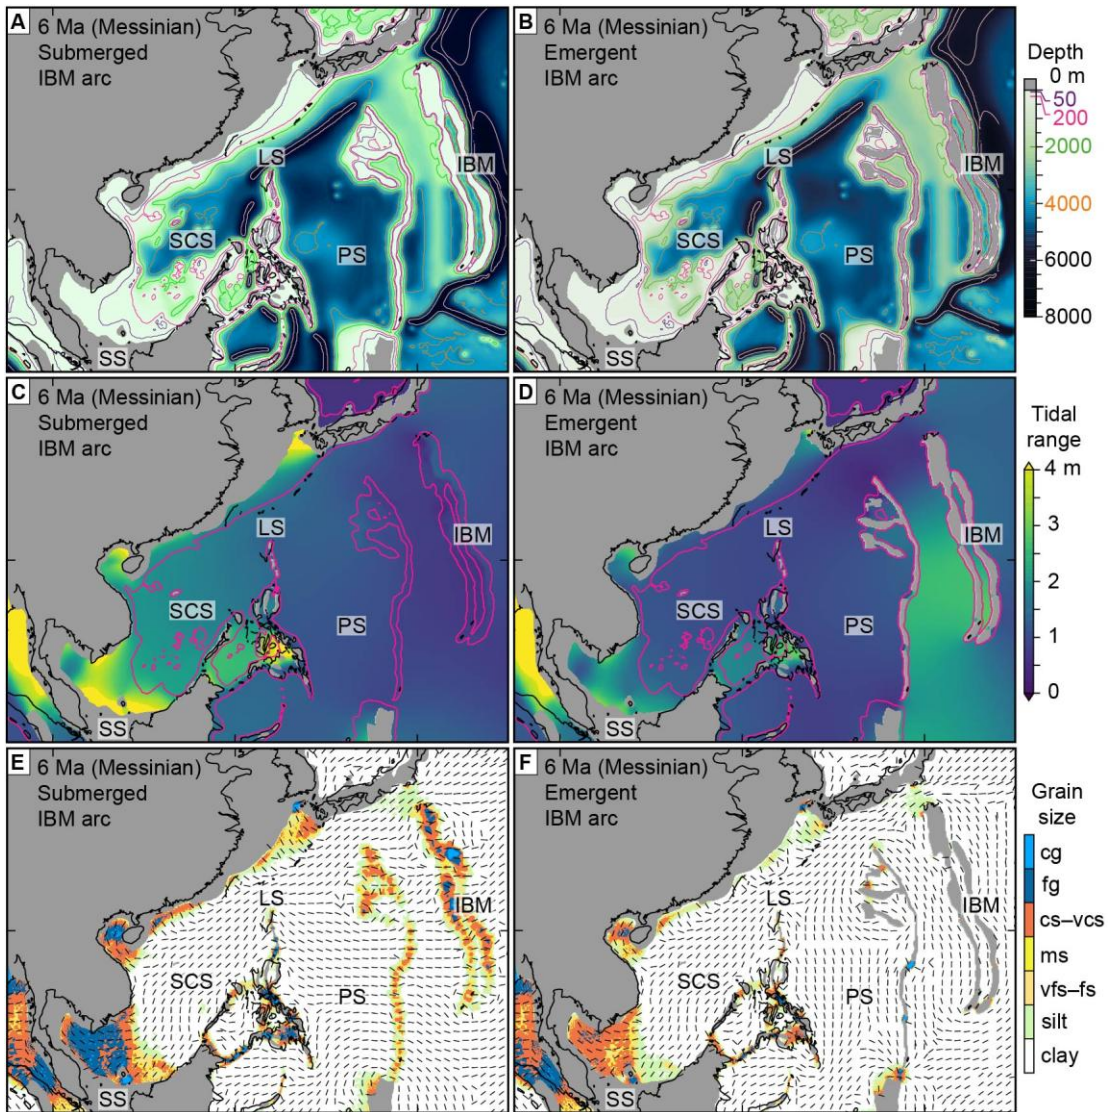 A 6 Ma (Messinian)
Submerged
IBM arc
LS
IBM
SCS
PS
SS
B 6 Ma (Messinian)
Emergent
IBM arc
LS
IBM
SCS
PS
SS
Depth
0 m
50
200
2000
4000
6000
8000
C 6 Ma (Messinian)
Submerged
IBM arc
LS
IBM
SCS
PS
SS
D 6 Ma (Messinian)
Emergent
IBM arc
LS
IBM
SCS
PS
SS
Tidal
range
4 m
3
2
1
0
E 6 Ma (Messinian)
Submerged
IBM arc
LS
IBM
SCS
PS
SS
F 6 Ma (Messinian)
Emergent
IBM arc
LS
IBM
SCS
PS
SS
Grain
size
cg
fg
cs–vcs
ms
vfs–fs
silt
clay